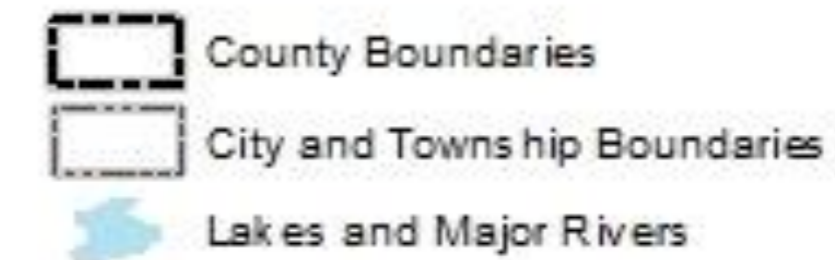 County Boundaries
City and Township Boundaries
Lakes and Major Rivers